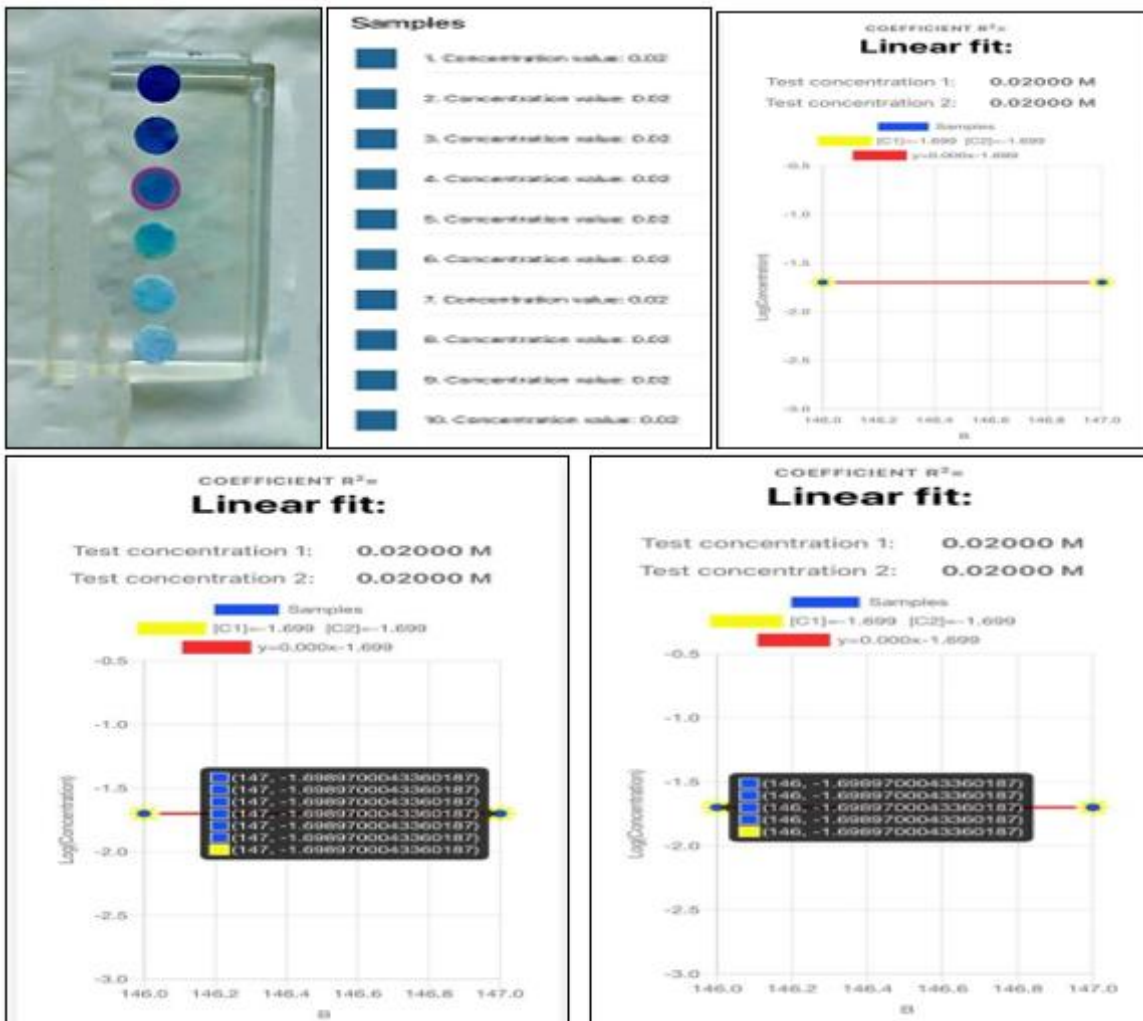 Samples
1. Concentration value: 0.02
2. Concentration value: 0.02
3. Concentration value: 0.02
4. Concentration value: 0.02
5. Concentration value: 0.02
6. Concentration value: 0.02
7. Concentration value: 0.02
8. Concentration value: 0.02
9. Concentration value: 0.02
10. Concentration value: 0.02
COEFFICIENT R²=
Linear fit:
Test concentration 1: 0.02000 M
Test concentration 2: 0.02000 M
Samples
[C1]=-1.699 [C2]=-1.699
y=0.000x-1.699
-0.5
-1.0
-1.5
-2.0
-2.5
-3.0
Log(Concentration)
146.0 146.2 146.4 146.6 146.8 147.0
B
COEFFICIENT R²=
Linear fit:
Test concentration 1: 0.02000 M
Test concentration 2: 0.02000 M
Samples
[C1]=-1.699 [C2]=-1.699
y=0.000x-1.699
-0.5
-1.0
-1.5
-2.0
-2.5
-3.0
Log(Concentration)
(147, -1.6989700043360187)
(147, -1.6989700043360187)
(147, -1.6989700043360187)
(147, -1.6989700043360187)
(147, -1.6989700043360187)
(147, -1.6989700043360187)
(147, -1.6989700043360187)
146.0 146.2 146.4 146.6 146.8 147.0
B
COEFFICIENT R²=
Linear fit:
Test concentration 1: 0.02000 M
Test concentration 2: 0.02000 M
Samples
[C1]=-1.699 [C2]=-1.699
y=0.000x-1.699
-0.5
-1.0
-1.5
-2.0
-2.5
-3.0
Log(Concentration)
(146, -1.6989700043360187)
(146, -1.6989700043360187)
(146, -1.6989700043360187)
(146, -1.6989700043360187)
(146, -1.6989700043360187)
146.0 146.2 146.4 146.6 146.8 147.0
B